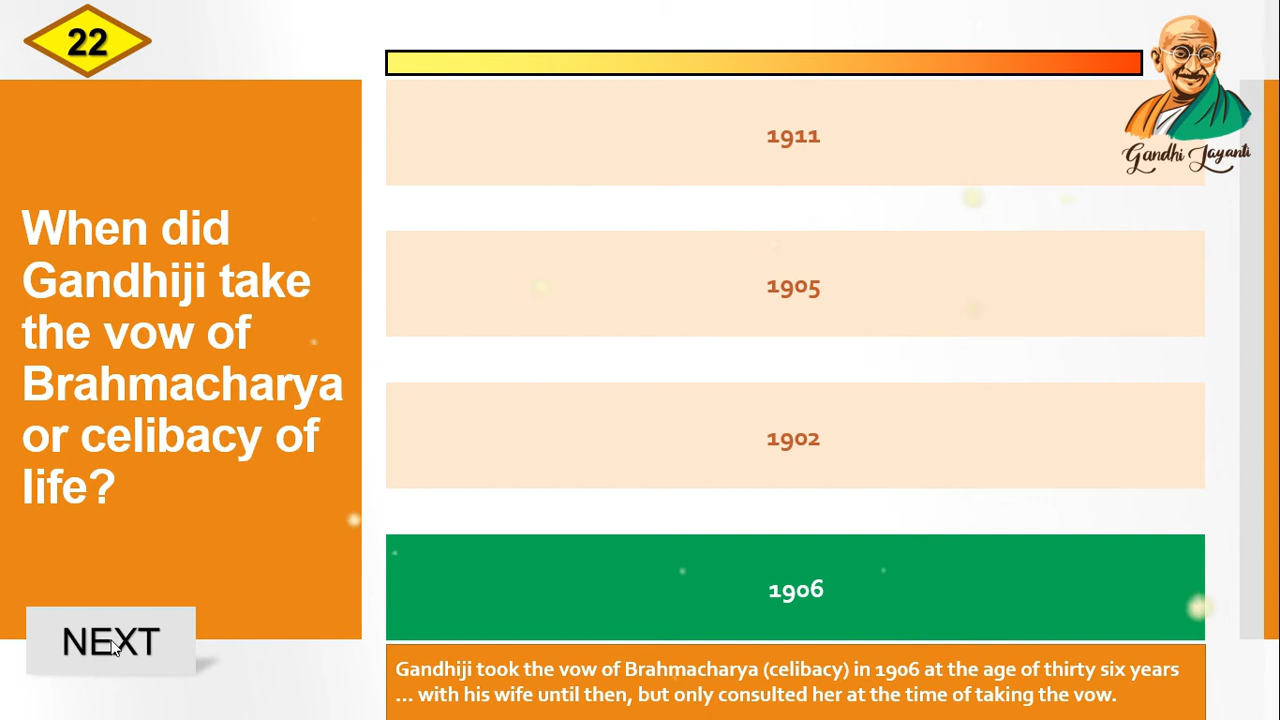 22
When did
Gandhiji take
the vow of
Brahmacharya
or celibacy of
life?
NEXT
1911
1905
1902
1906
Gandhi Jayanti
Gandhiji took the vow of Brahmacharya (celibacy) in 1906 at the age of thirty six years
... with his wife until then, but only consulted her at the time of taking the vow.